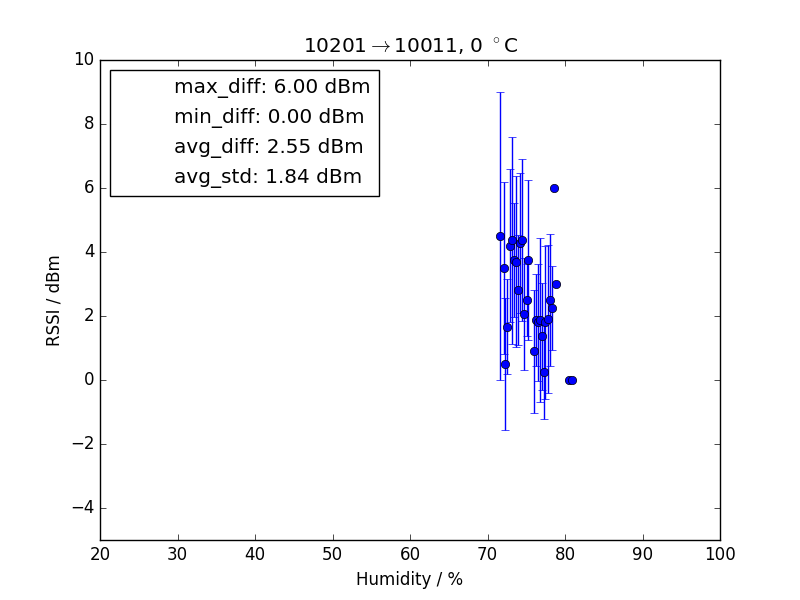 10201→10011, 0 °C
max_diff: 6.00 dBm
min_diff: 0.00 dBm
avg_diff: 2.55 dBm
avg_std: 1.84 dBm
RSSI / dBm
10
8
6
4
2
0
−2
−4
20 30 40 50 60 70 80 90 100
Humidity / %